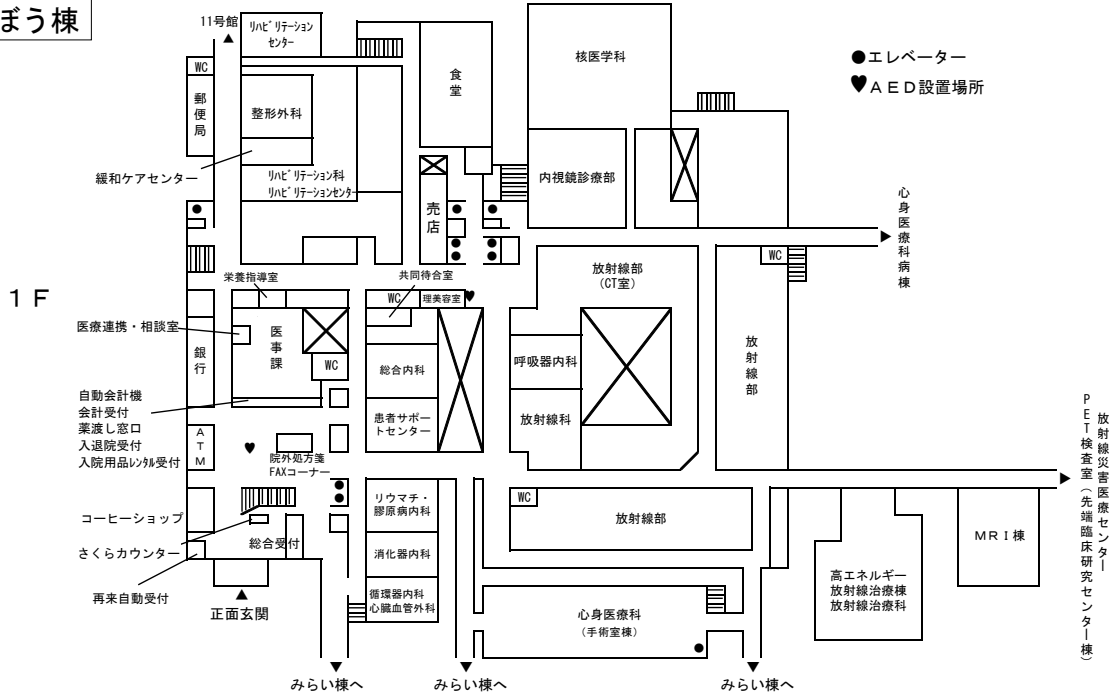 ぼう棟
11号館
ﾘﾊﾋﾞﾘﾃｰｼｮﾝ
ｾﾝﾀｰ
WC
郵便局
整形外科
緩和ケアセンター
ﾘﾊﾋﾞﾘﾃｰｼｮﾝ科
ﾘﾊﾋﾞﾘﾃｰｼｮﾝｾﾝﾀｰ
食堂
売店
核医学科
内視鏡診療部
●エレベーター
♥ＡＥＤ設置場所
心身医療科病棟
WC
1Ｆ
栄養指導室
共同待合室
WC
理美容室
放射線部
(CT室)
医療連携・相談室
医事課
WC
銀行
総合内科
呼吸器内科
放射線部
自動会計機
会計受付
薬渡し窓口
入退院受付
入院用品ﾚﾝﾀﾙ受付
患者サポー
トセンター
放射線科
ATM
院外処方箋
FAXコーナー
放射線災害医療センター
PET検査室（先端臨床研究センター棟）
コーヒーショップ
リウマチ・
膠原病内科
WC
放射線部
MRI棟
さくらカウンター
総合受付
消化器内科
再来自動受付
循環器内科
心臓血管外科
高エネルギー
放射線治療棟
放射線治療科
正面玄関
心身医療科
(手術室棟)
みらい棟へ
みらい棟へ
みらい棟へ